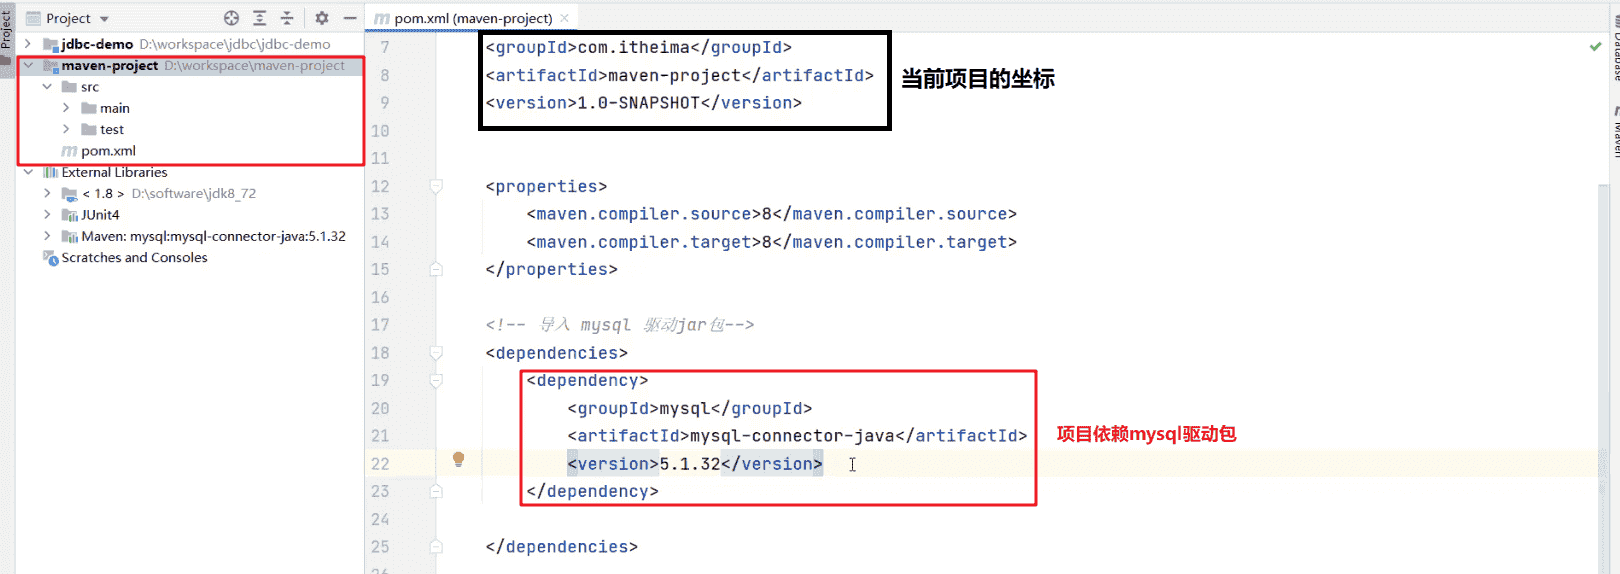 Project
Project
pom.xml (maven-project)
jdbc-demo D:\workspace\jdbc\jdbc-demo
maven-project D:\workspace\maven-project
src
main
test
pom.xml
External Libraries
< 1.8 > D:\software\jdk8_72
JUnit4
Maven: mysql:mysql-connector-java:5.1.32
Scratches and Consoles
7 <groupId>com.itheima</groupId>
8 <artifactId>maven-project</artifactId>
9 <version>1.0-SNAPSHOT</version>
当前项目的坐标
10
11
12 <properties>
13 <maven.compiler.source>8</maven.compiler.source>
14 <maven.compiler.target>8</maven.compiler.target>
15 </properties>
16
17 <!-- 导入 mysql 驱动jar包-->
18 <dependencies>
19 <dependency>
20 <groupId>mysql</groupId>
21 <artifactId>mysql-connector-java</artifactId>
项目依赖mysql驱动包
22 <version>5.1.32</version>
23 </dependency>
24
25 </dependencies>
Database
Maven